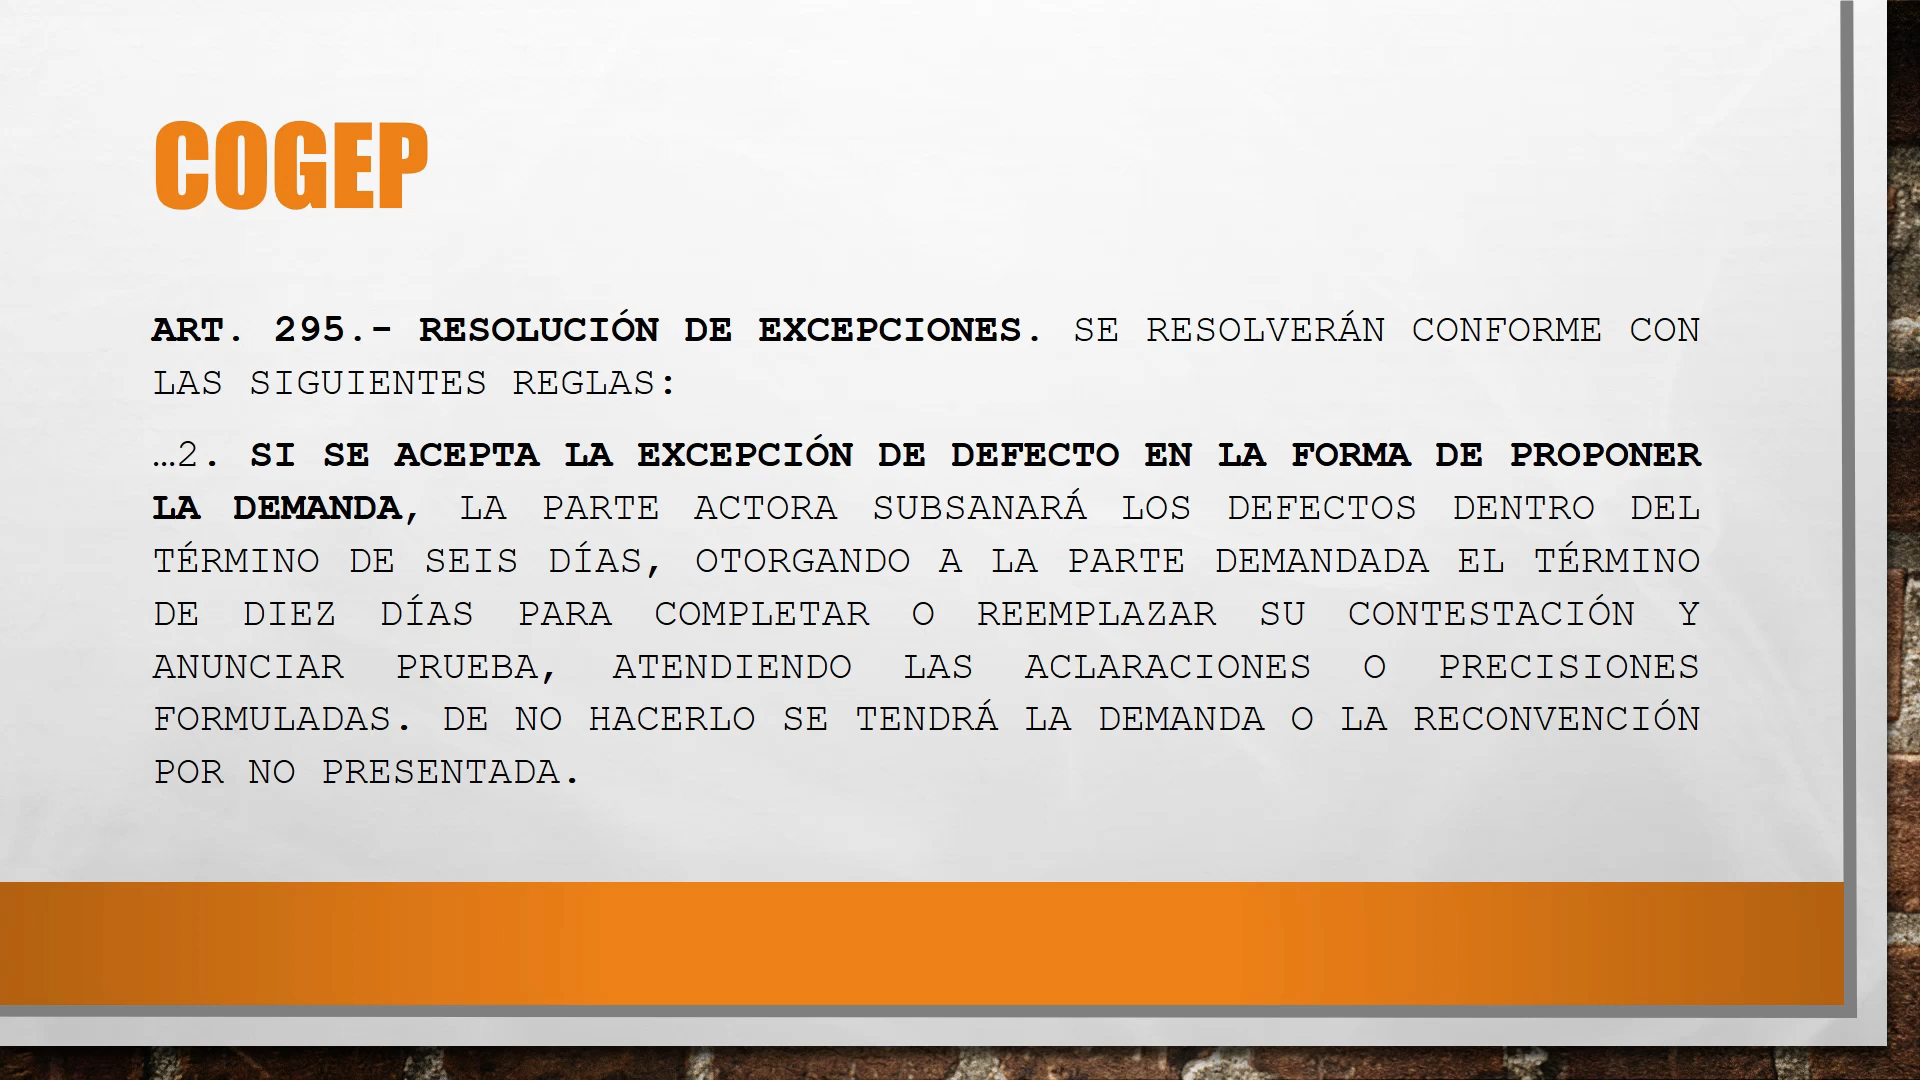 COGEP
ART. 295.- RESOLUCIÓN DE EXCEPCIONES. SE RESOLVERÁN CONFORME CON
LAS SIGUIENTES REGLAS:
…2. SI SE ACEPTA LA EXCEPCIÓN DE DEFECTO EN LA FORMA DE PROPONER
LA DEMANDA, LA PARTE ACTORA SUBSANARÁ LOS DEFECTOS DENTRO DEL
TÉRMINO DE SEIS DÍAS, OTORGANDO A LA PARTE DEMANDADA EL TÉRMINO
DE DIEZ DÍAS PARA COMPLETAR O REEMPLAZAR SU CONTESTACIÓN Y
ANUNCIAR PRUEBA, ATENDIENDO LAS ACLARACIONES O PRECISIONES
FORMULADAS. DE NO HACERLO SE TENDRÁ LA DEMANDA O LA RECONVENCIÓN
POR NO PRESENTADA.